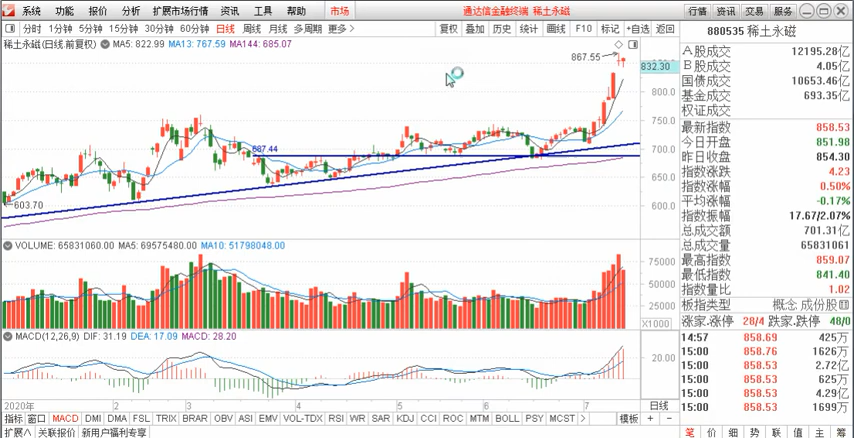 系统 功能 报价 分析 扩展市场行情 资讯 工具 帮助 市场 通达信金融终端 稀土永磁 行情 资讯 交易 服务
分时 1分钟 5分钟 15分钟 30分钟 60分钟 日线 周线 月线 多周期 更多> 复权 叠加 历史 统计 画线 F10 标记 +自选 返回
880535 稀土永磁
稀土永磁(日线.前复权) MA5: 822.99 MA13: 767.59 MA144: 685.07
867.55
832.30
800.0
750.0
700.0
650.0
600.0
687.44
603.70
A股成交 12195.28亿
B股成交 4.05亿
国债成交 10653.46亿
基金成交 693.35亿
权证成交
最新指数 858.53
今日开盘 851.98
昨日收盘 854.30
指数涨跌 4.23
指数涨幅 0.50%
平均涨幅 -0.17%
指数振幅 17.67/2.07%
总成交额 701.31亿
总成交量 65831061
最高指数 859.07
最低指数 841.40
指数量比 1.02
板指类型 概念 成份股
涨家.涨停 28/4 跌家.跌停 48/0
14:57 858.69 425万
15:00 858.76 1626万
15:00 858.53 2.72亿
15:00 858.53 625万
15:00 858.53 4.29亿
15:00 858.53 1699万
VOLUME: 65831060.00 MA5: 69575480.00 MA10: 51798048.00
75000
50000
25000
X1000
MACD(12,26,9) DIF: 31.19 DEA: 17.09 MACD: 28.20
20.00
0.00
2020年 2 3 4 5 6 7 日线
指标 窗口 MACD DMI DMA FSL TRIX BRAR OBV ASI EMV VOL-TDX RSI WR SAR KDJ CCI ROC MTM BOLL PSY MCST > 模板 + -
扩展∧ 关联报价 新用户福利专享
笔 价 细 势 联 值 主 筹